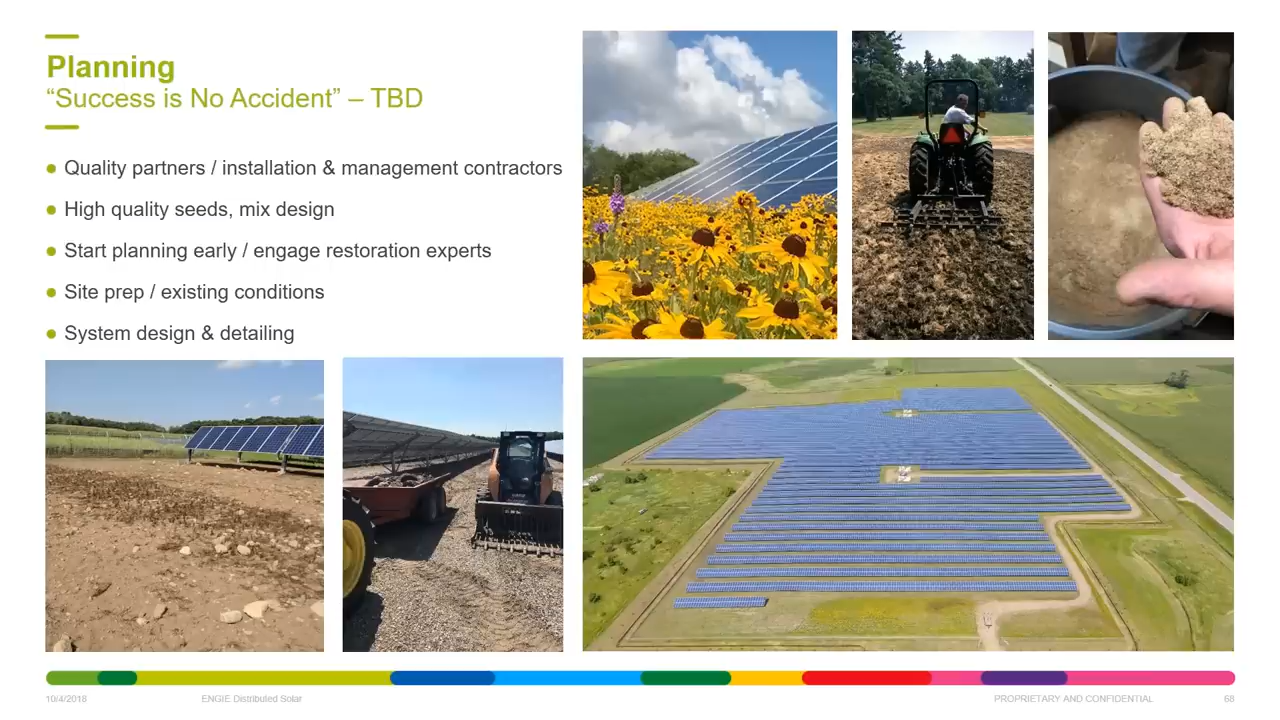 Planning
“Success is No Accident” – TBD
Quality partners / installation & management contractors
High quality seeds, mix design
Start planning early / engage restoration experts
Site prep / existing conditions
System design & detailing
10/4/2018 ENGIE Distributed Solar PROPRIETARY AND CONFIDENTIAL 68